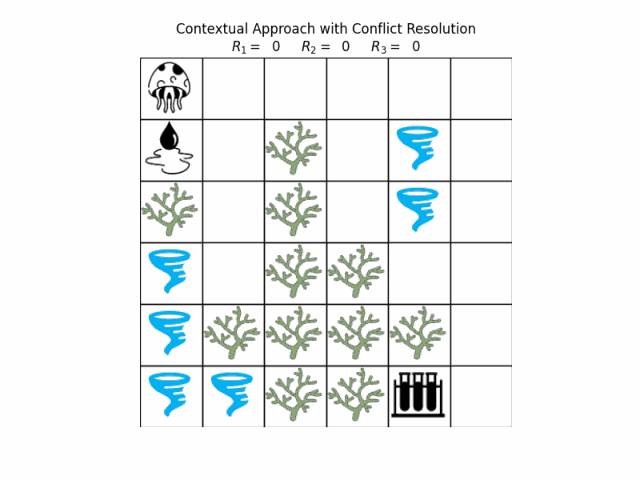 Contextual Approach with Conflict Resolution
R₁ = 0 R₂ = 0 R₃ = 0